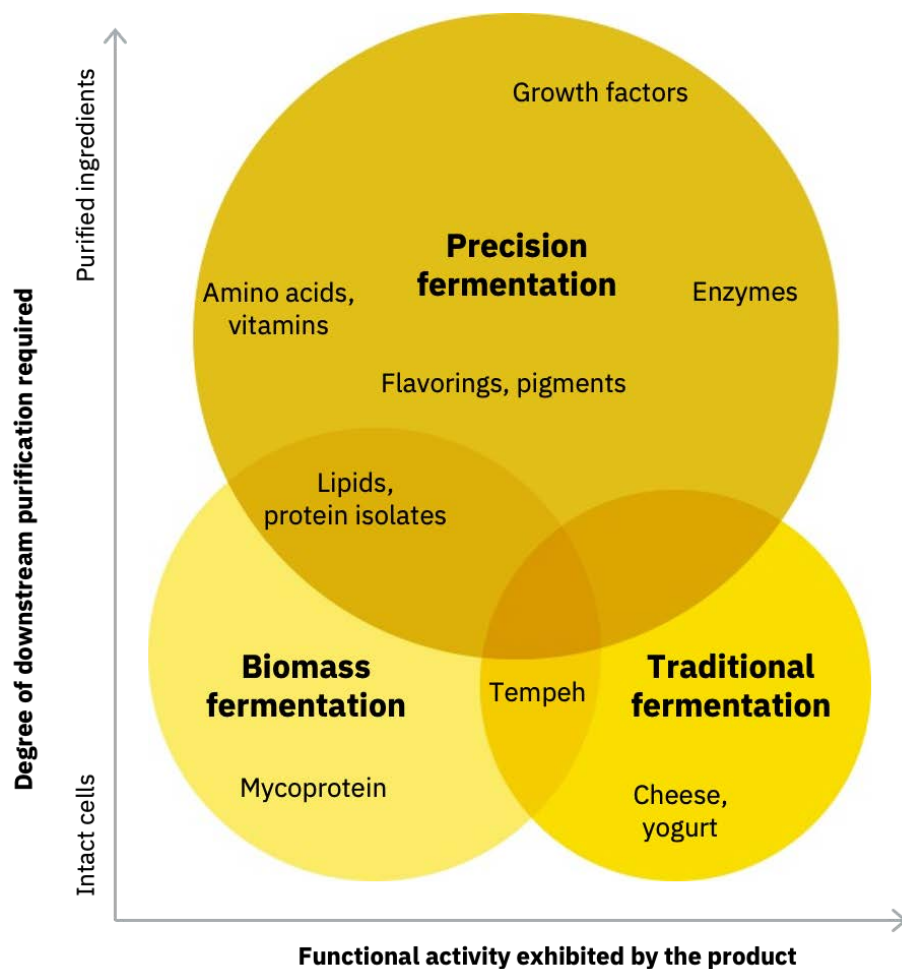 Purified ingredients
Degree of downstream purification required
Intact cells
Growth factors
Precision
fermentation
Amino acids,
vitamins
Enzymes
Flavorings, pigments
Lipids,
protein isolates
Biomass
fermentation
Tempeh
Traditional
fermentation
Mycoprotein
Cheese,
yogurt
Functional activity exhibited by the product